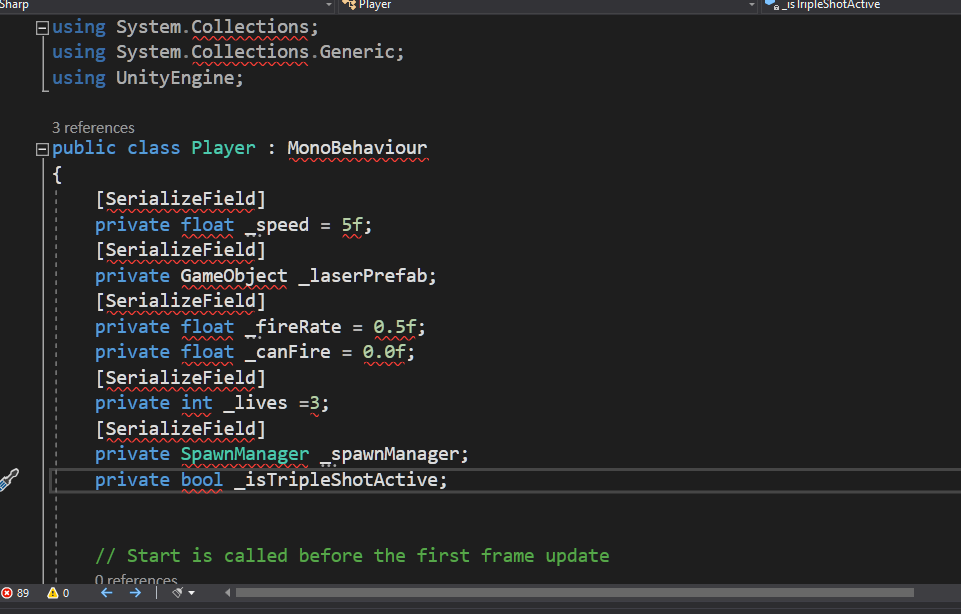 Sharp Player _isTripleShotActive
using System.Collections;
using System.Collections.Generic;
using UnityEngine;
3 references
public class Player : MonoBehaviour
{
[SerializeField]
private float _speed = 5f;
[SerializeField]
private GameObject _laserPrefab;
[SerializeField]
private float _fireRate = 0.5f;
private float _canFire = 0.0f;
[SerializeField]
private int _lives =3;
[SerializeField]
private SpawnManager _spawnManager;
private bool _isTripleShotActive;
// Start is called before the first frame update
0 references
89 0